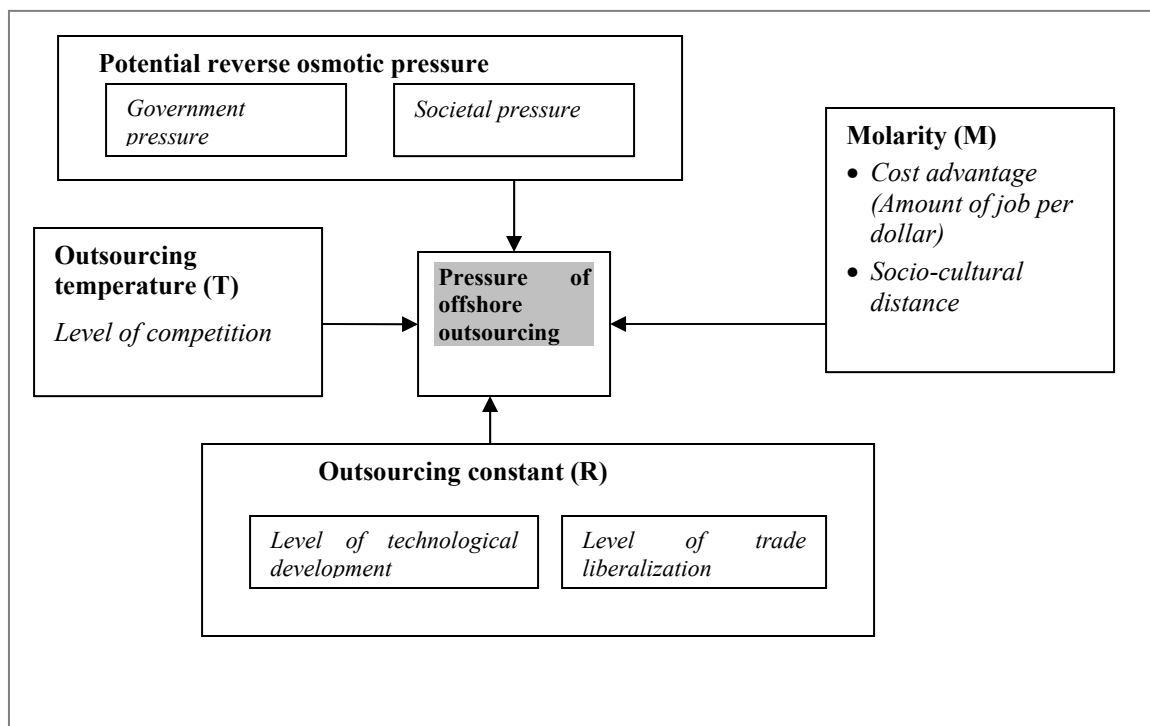 Potential reverse osmotic pressure
Government
pressure
Societal pressure
Molarity (M)
• Cost advantage
(Amount of job per
dollar)
• Socio-cultural
distance
Outsourcing
temperature (T)
Level of competition
Pressure of
offshore
outsourcing
Outsourcing constant (R)
Level of technological
development
Level of trade
liberalization